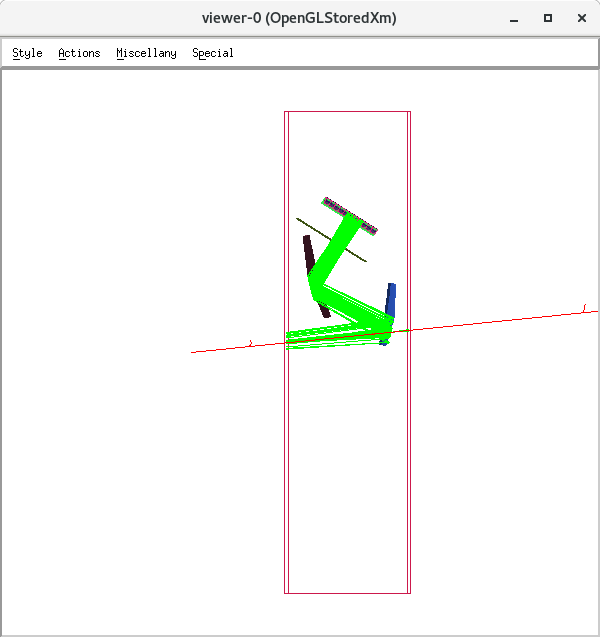 viewer-0 (OpenGLStoredXm)
Style Actions Miscellany Special